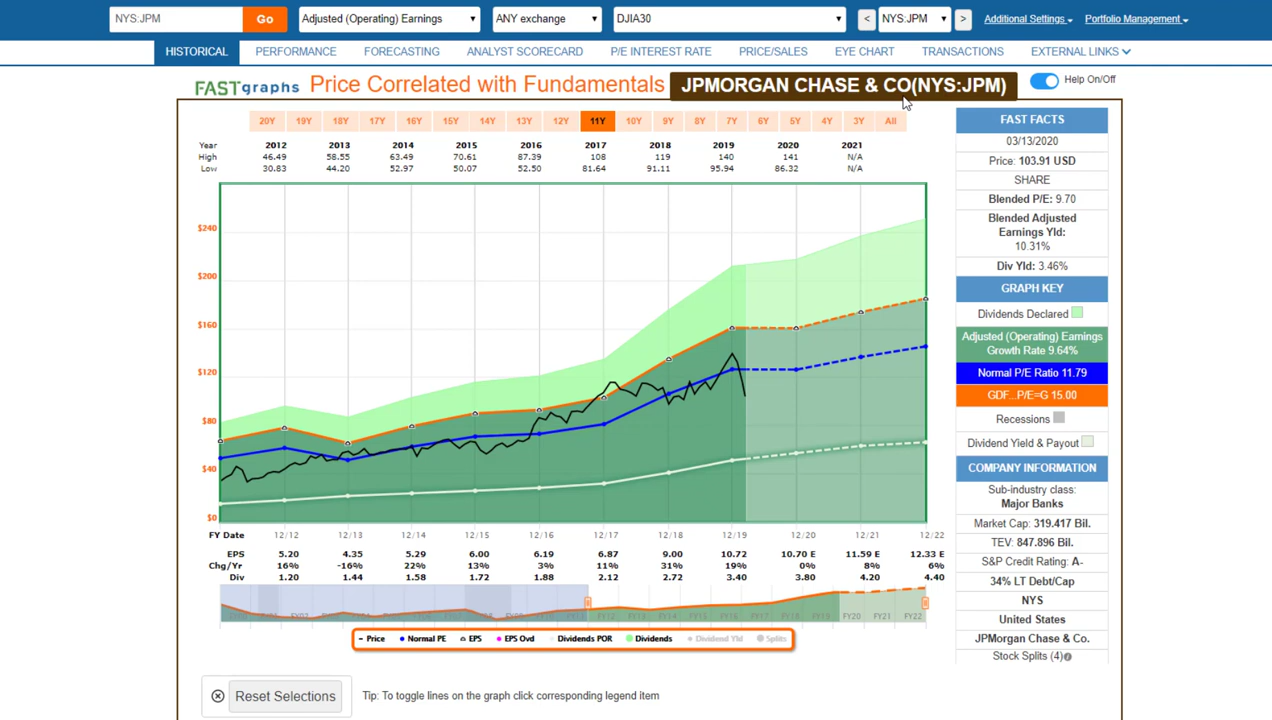 NYS:JPM Go Adjusted (Operating) Earnings ANY exchange DJIA30 < NYS:JPM > Additional Settings Portfolio Management
HISTORICAL PERFORMANCE FORECASTING ANALYST SCORECARD P/E INTEREST RATE PRICE/SALES EYE CHART TRANSACTIONS EXTERNAL LINKS
FASTgraphs Price Correlated with Fundamentals JPMORGAN CHASE & CO(NYS:JPM) Help On/Off
20Y 19Y 18Y 17Y 16Y 15Y 14Y 13Y 12Y 11Y 10Y 9Y 8Y 7Y 6Y 5Y 4Y 3Y All
Year 2012 2013 2014 2015 2016 2017 2018 2019 2020 2021
High 46.49 58.55 63.49 70.61 87.39 108 119 140 141 N/A
Low 30.83 44.20 52.97 50.07 52.50 81.64 91.11 95.94 86.32 N/A
$240
$200
$160
$120
$80
$40
$0
FY Date 12/12 12/13 12/14 12/15 12/16 12/17 12/18 12/19 12/20 12/21 12/22
EPS 5.20 4.35 5.29 6.00 6.19 6.87 9.00 10.72 10.70 E 11.59 E 12.33 E
Chg/Yr 16% -16% 22% 13% 3% 11% 31% 19% 0% 8% 6%
Div 1.20 1.44 1.58 1.72 1.88 2.12 2.72 3.40 3.80 4.20 4.40
FY20 FY21 FY22
Price Normal PE EPS EPS Ovd Dividends POR Dividends Dividend Yld Splits
Reset Selections Tip: To toggle lines on the graph click corresponding legend item
FAST FACTS
03/13/2020
Price: 103.91 USD
SHARE
Blended P/E: 9.70
Blended Adjusted
Earnings Yld:
10.31%
Div Yld: 3.46%
GRAPH KEY
Dividends Declared
Adjusted (Operating) Earnings
Growth Rate 9.64%
Normal P/E Ratio 11.79
GDF...P/E=G 15.00
Recessions
Dividend Yield & Payout
COMPANY INFORMATION
Sub-industry class:
Major Banks
Market Cap: 319.417 Bil.
TEV: 847.896 Bil.
S&P Credit Rating: A-
34% LT Debt/Cap
NYS
United States
JPMorgan Chase & Co.
Stock Splits (4)